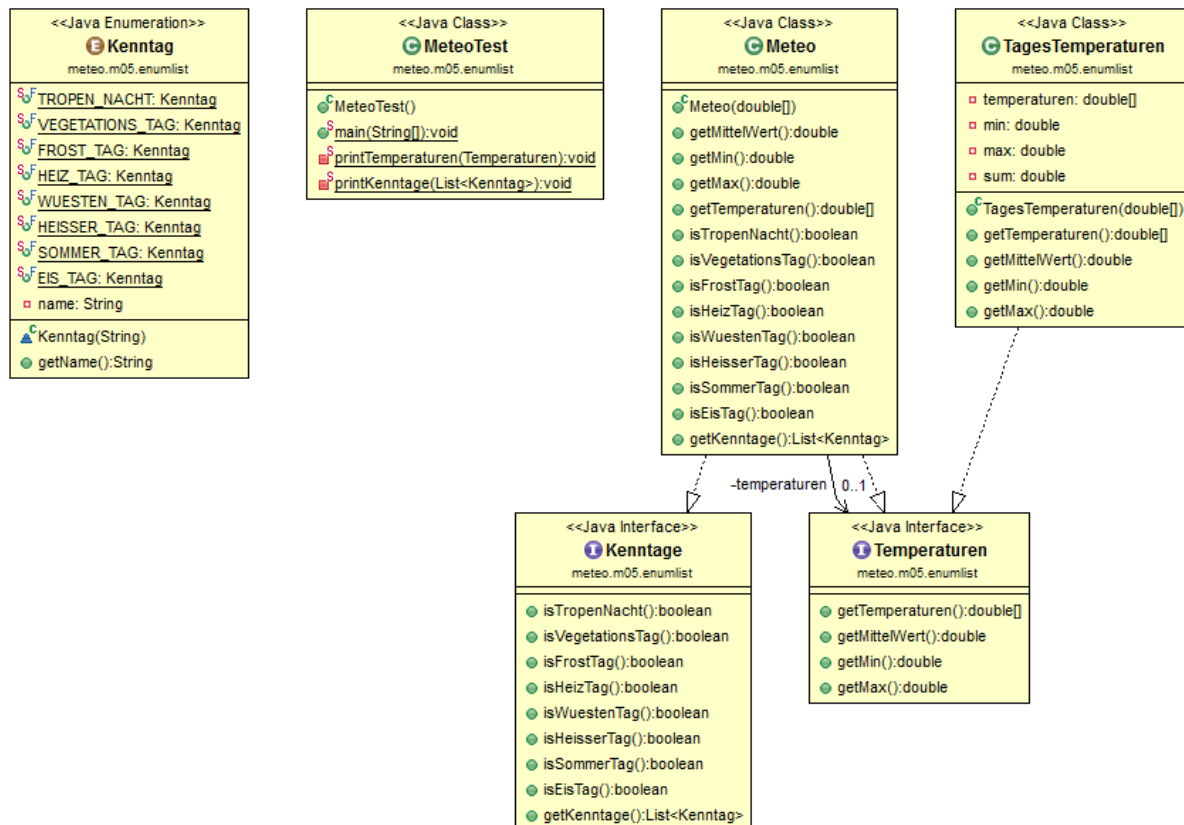 <<Java Enumeration>>
Kenntag
meteo.m05.enumlist
TROPEN_NACHT: Kenntag
VEGETATIONS_TAG: Kenntag
FROST_TAG: Kenntag
HEIZ_TAG: Kenntag
WUESTEN_TAG: Kenntag
HEISSER_TAG: Kenntag
SOMMER_TAG: Kenntag
EIS_TAG: Kenntag
name: String
Kenntag(String)
getName():String
<<Java Class>>
MeteoTest
meteo.m05.enumlist
MeteoTest()
main(String[]):void
printTemperaturen(Temperaturen):void
printKenntage(List<Kenntag>):void
<<Java Class>>
Meteo
meteo.m05.enumlist
Meteo(double[])
getMittelWert():double
getMin():double
getMax():double
getTemperaturen():double[]
isTropenNacht():boolean
isVegetationsTag():boolean
isFrostTag():boolean
isHeizTag():boolean
isWuestenTag():boolean
isHeisserTag():boolean
isSommerTag():boolean
isEisTag():boolean
getKenntage():List<Kenntag>
<<Java Class>>
TagesTemperaturen
meteo.m05.enumlist
temperaturen: double[]
min: double
max: double
sum: double
TagesTemperaturen(double[])
getTemperaturen():double[]
getMittelWert():double
getMin():double
getMax():double
-temperaturen 0..1
<<Java Interface>>
Kenntage
meteo.m05.enumlist
isTropenNacht():boolean
isVegetationsTag():boolean
isFrostTag():boolean
isHeizTag():boolean
isWuestenTag():boolean
isHeisserTag():boolean
isSommerTag():boolean
isEisTag():boolean
getKenntage():List<Kenntag>
<<Java Interface>>
Temperaturen
meteo.m05.enumlist
getTemperaturen():double[]
getMittelWert():double
getMin():double
getMax():double